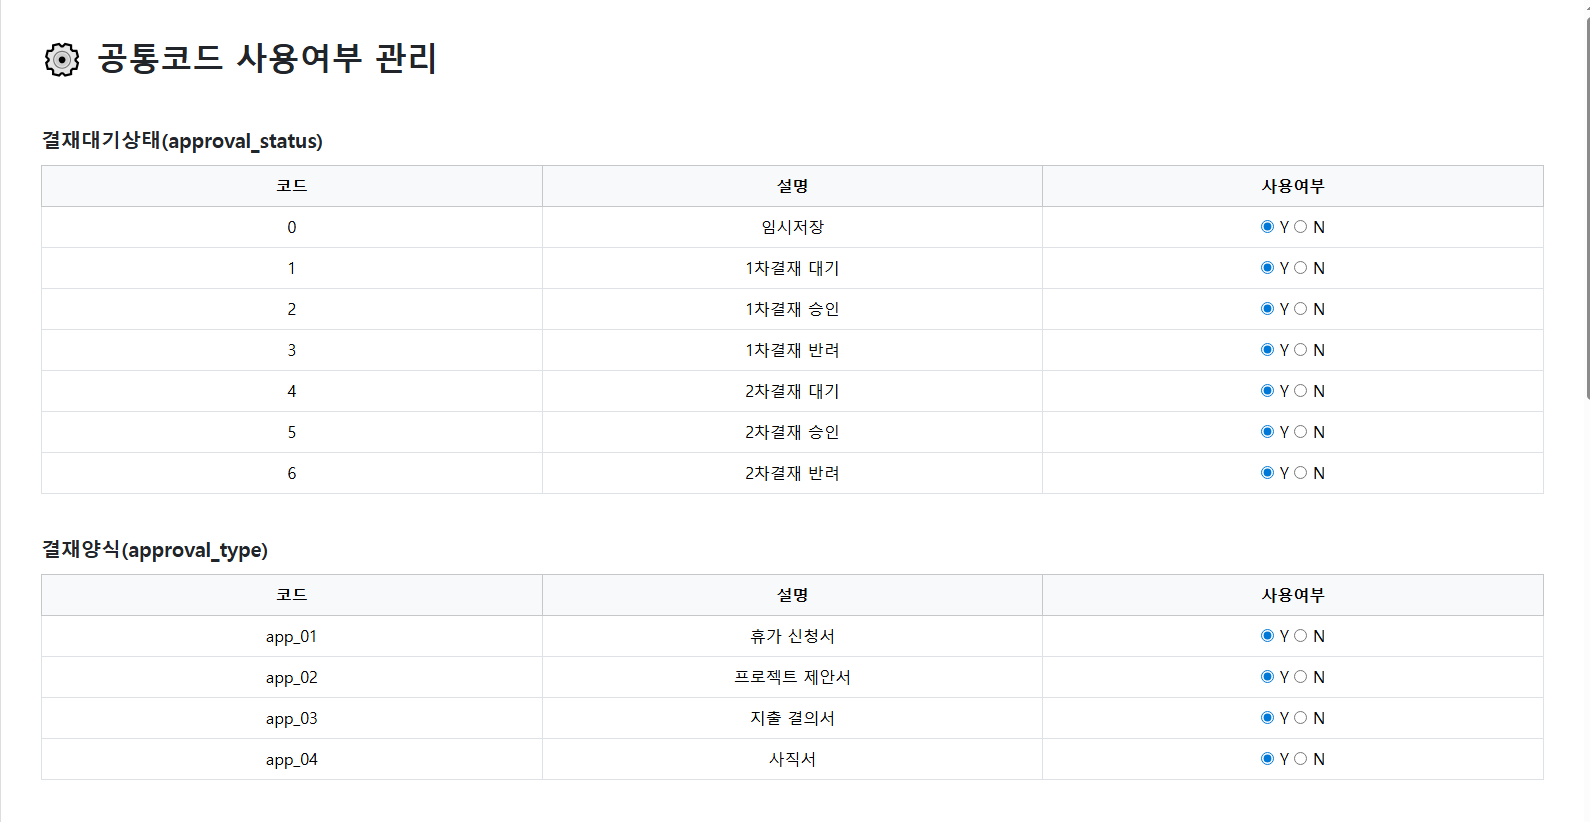 공통코드 사용여부 관리
결재대기상태(approval_status)
코드 설명 사용여부
0 임시저장 Y N
1 1차결재 대기 Y N
2 1차결재 승인 Y N
3 1차결재 반려 Y N
4 2차결재 대기 Y N
5 2차결재 승인 Y N
6 2차결재 반려 Y N
결재양식(approval_type)
코드 설명 사용여부
app_01 휴가 신청서 Y N
app_02 프로젝트 제안서 Y N
app_03 지출 결의서 Y N
app_04 사직서 Y N